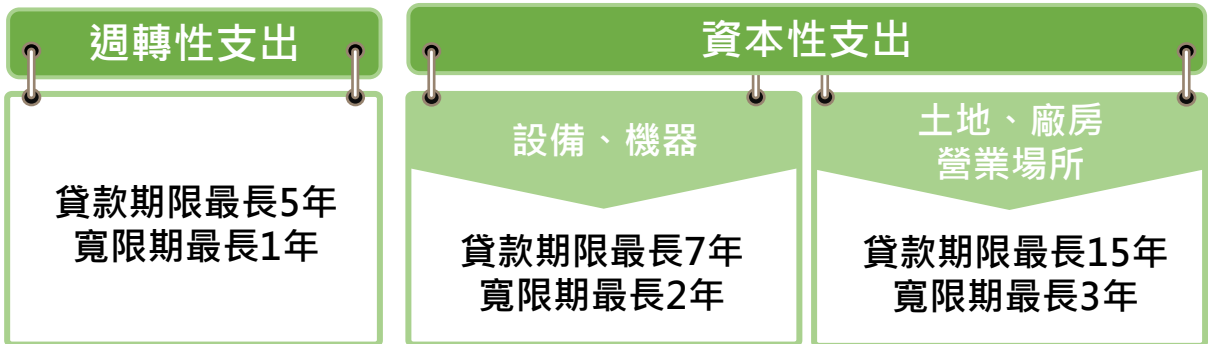 週轉性支出
貸款期限最長5年
寬限期最長1年
資本性支出
設備、機器
貸款期限最長7年
寬限期最長2年
土地、廠房
營業場所
貸款期限最長15年
寬限期最長3年